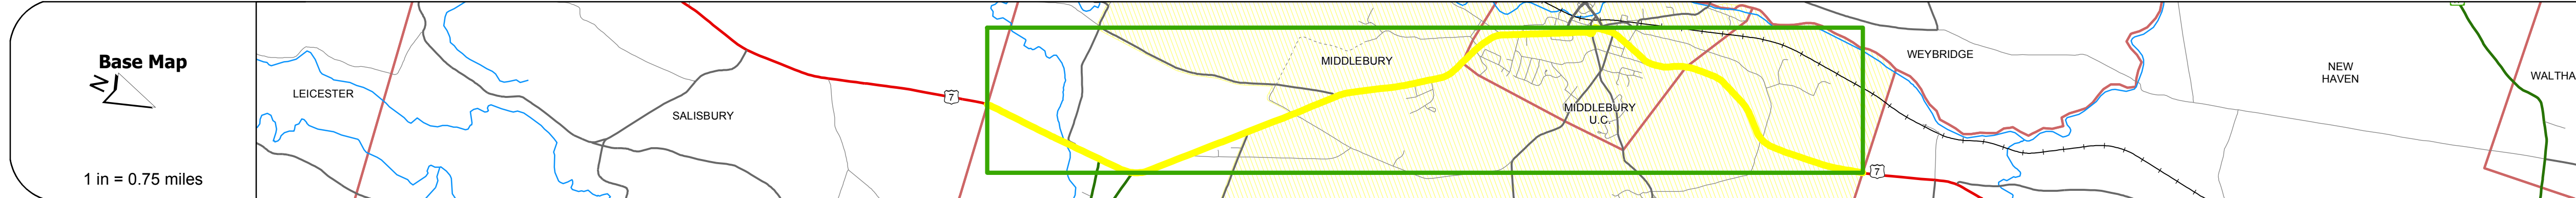 Base Map
N
1 in = 0.75 miles
LEICESTER
SALISBURY
7
MIDDLEBURY
MIDDLEBURY
U.C.
7
WEYBRIDGE
NEW
HAVEN
WALTHA